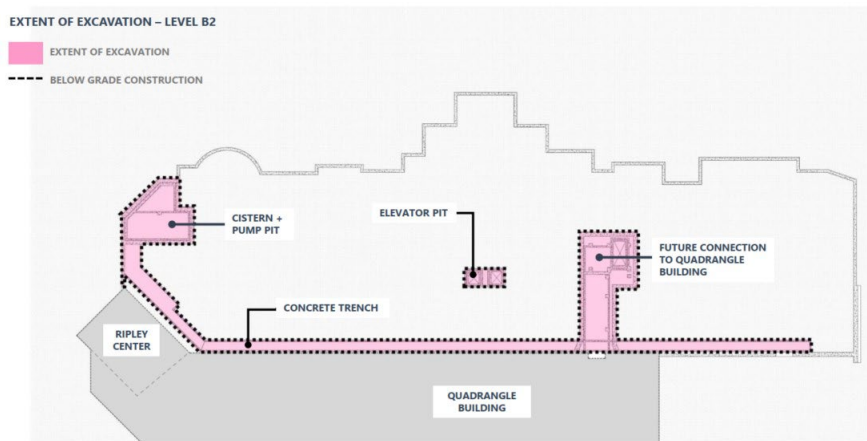 EXTENT OF EXCAVATION – LEVEL B2
EXTENT OF EXCAVATION
BELOW GRADE CONSTRUCTION
CISTERN +
PUMP PIT
ELEVATOR PIT
FUTURE CONNECTION
TO QUADRANGLE
BUILDING
CONCRETE TRENCH
RIPLEY
CENTER
QUADRANGLE
BUILDING